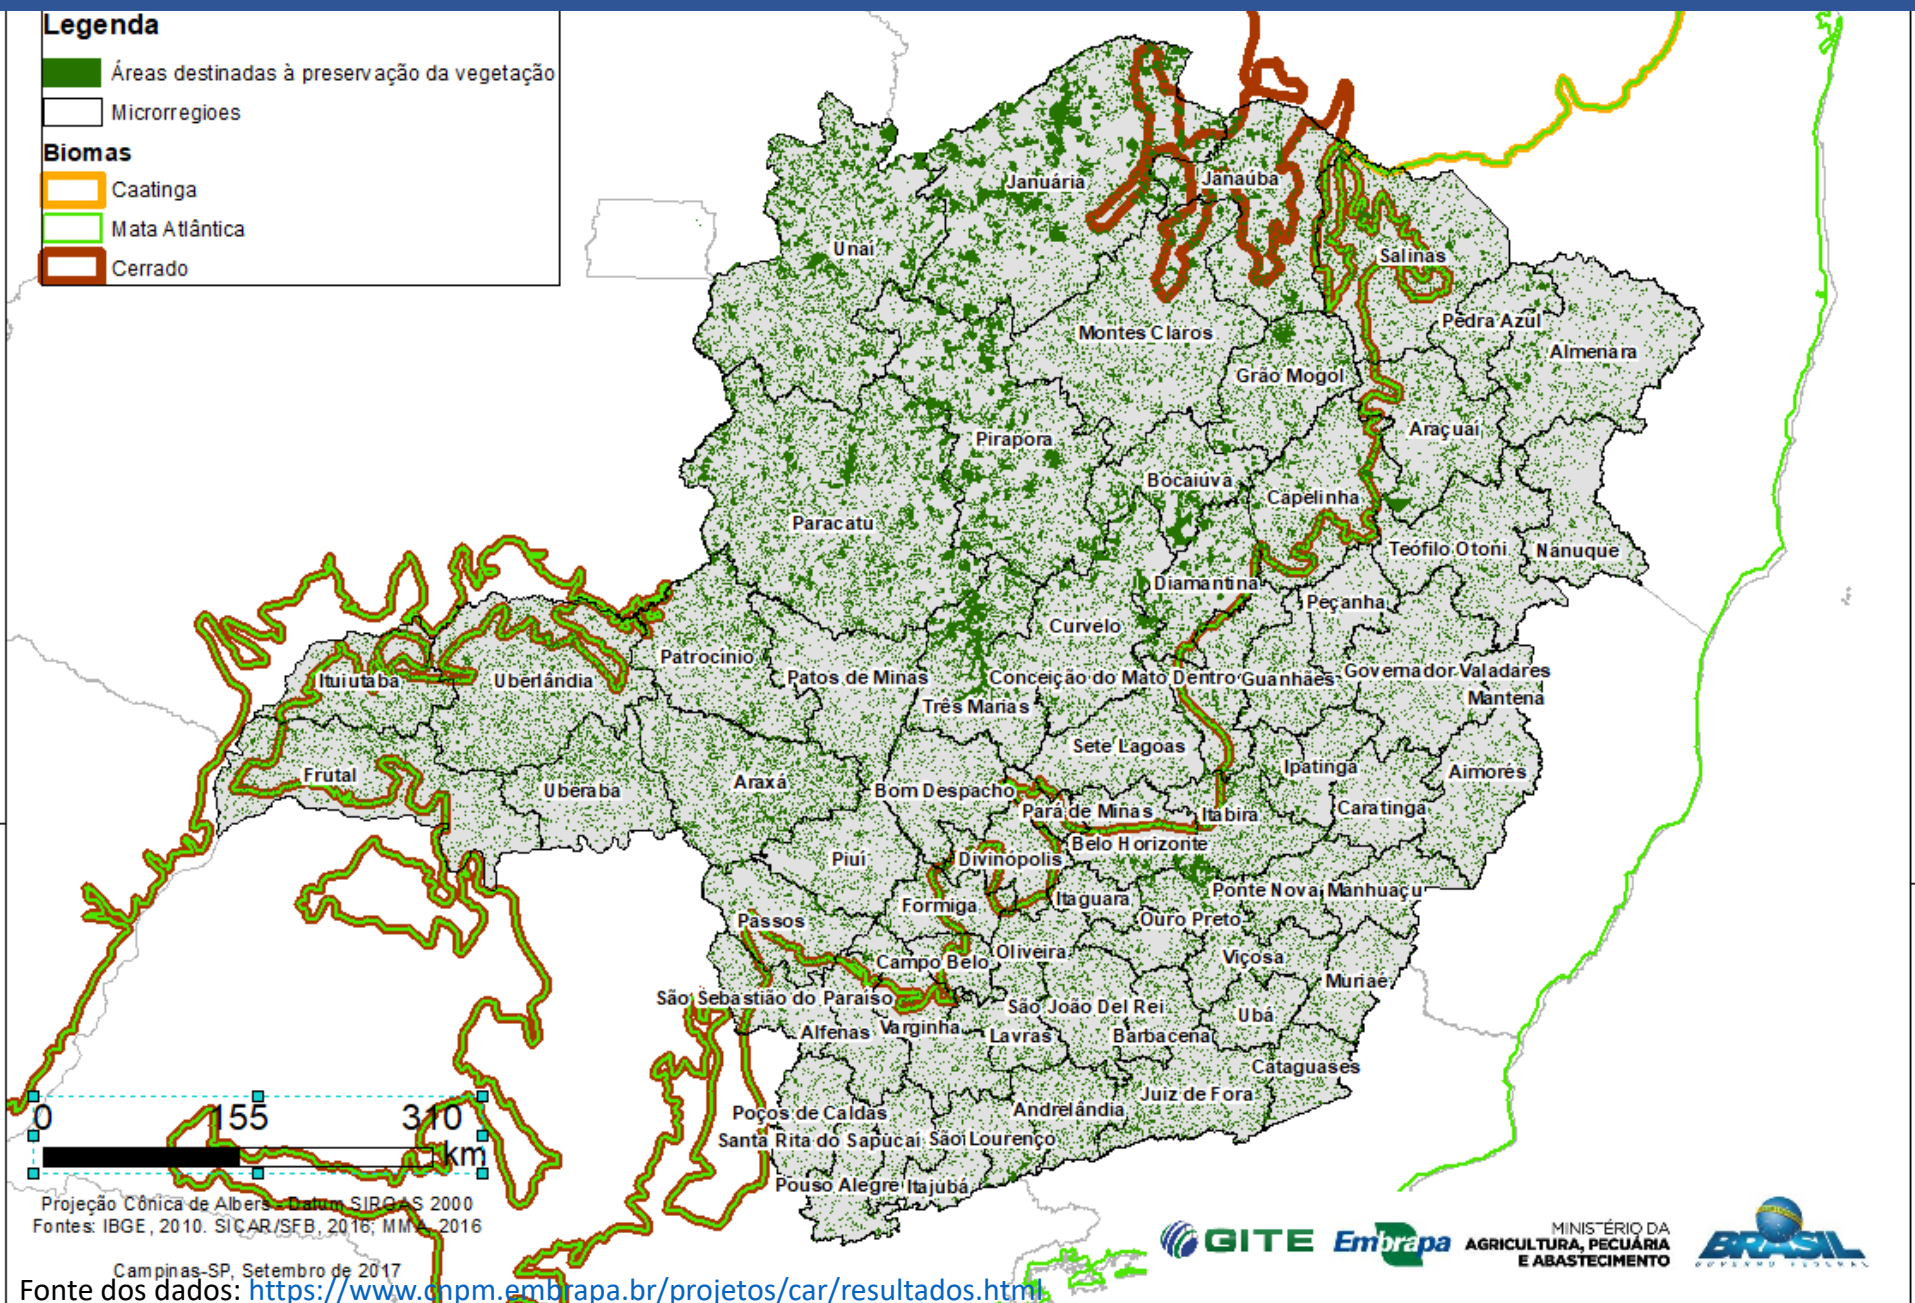 Legenda
Áreas destinadas à preservação da vegetação
Microrregioes
Biomas
Caatinga
Mata Atlântica
Cerrado
Januária
Janaúba
Unaí
Salinas
Montes Claros
Pedra Azul
Almenara
Grão Mogol
Pirapora
Araçuaí
Bocaiúva
Capelinha
Paracatu
Teófilo Otoni
Nanuque
Diamantina
Peçanha
Curvelo
Patrocínio
Ituiutaba
Uberlândia
Patos de Minas
Conceição do Mato Dentro
Guanhães
Governador Valadares
Mantena
Três Marias
Sete Lagoas
Ipatinga
Aimorés
Frutal
Uberaba
Araxá
Bom Despacho
Pará de Minas
Itabira
Caratinga
Belo Horizonte
Piuí
Divinópolis
Ponte Nova
Manhuaçu
Formiga
Itaguara
Ouro Preto
Passos
Campo Belo
Oliveira
Viçosa
Muriaé
São Sebastião do Paraíso
São João Del Rei
Ubá
Alfenas
Varginha
Lavras
Barbacena
Cataguases
Juiz de Fora
Poços de Caldas
Andrelândia
Santa Rita do Sapucaí
São Lourenço
Pouso Alegre
Itajubá
0 155 310
km
Projeção Cônica de Albers - Datum SIRGAS 2000
Fontes: IBGE, 2010. SICAR/SFB, 2016; MMA, 2016
Campinas-SP, Setembro de 2017
GITE
Embrapa
MINISTÉRIO DA
AGRICULTURA, PECUÁRIA
E ABASTECIMENTO
BRASIL
GOVERNO FEDERAL
Fonte dos dados: https://www.cnpm.embrapa.br/projetos/car/resultados.html